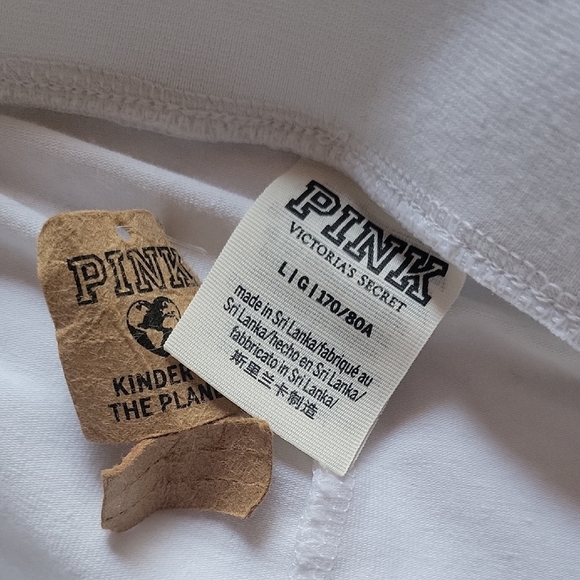 PINK
KINDER
THE PLAN
PINK
VICTORIA'S SECRET
L|G|170/80A
made in Sri Lanka/fabriqué au
Sri Lanka/hecho en Sri Lanka/
fabbricato in Sri Lanka/
斯里兰卡制造